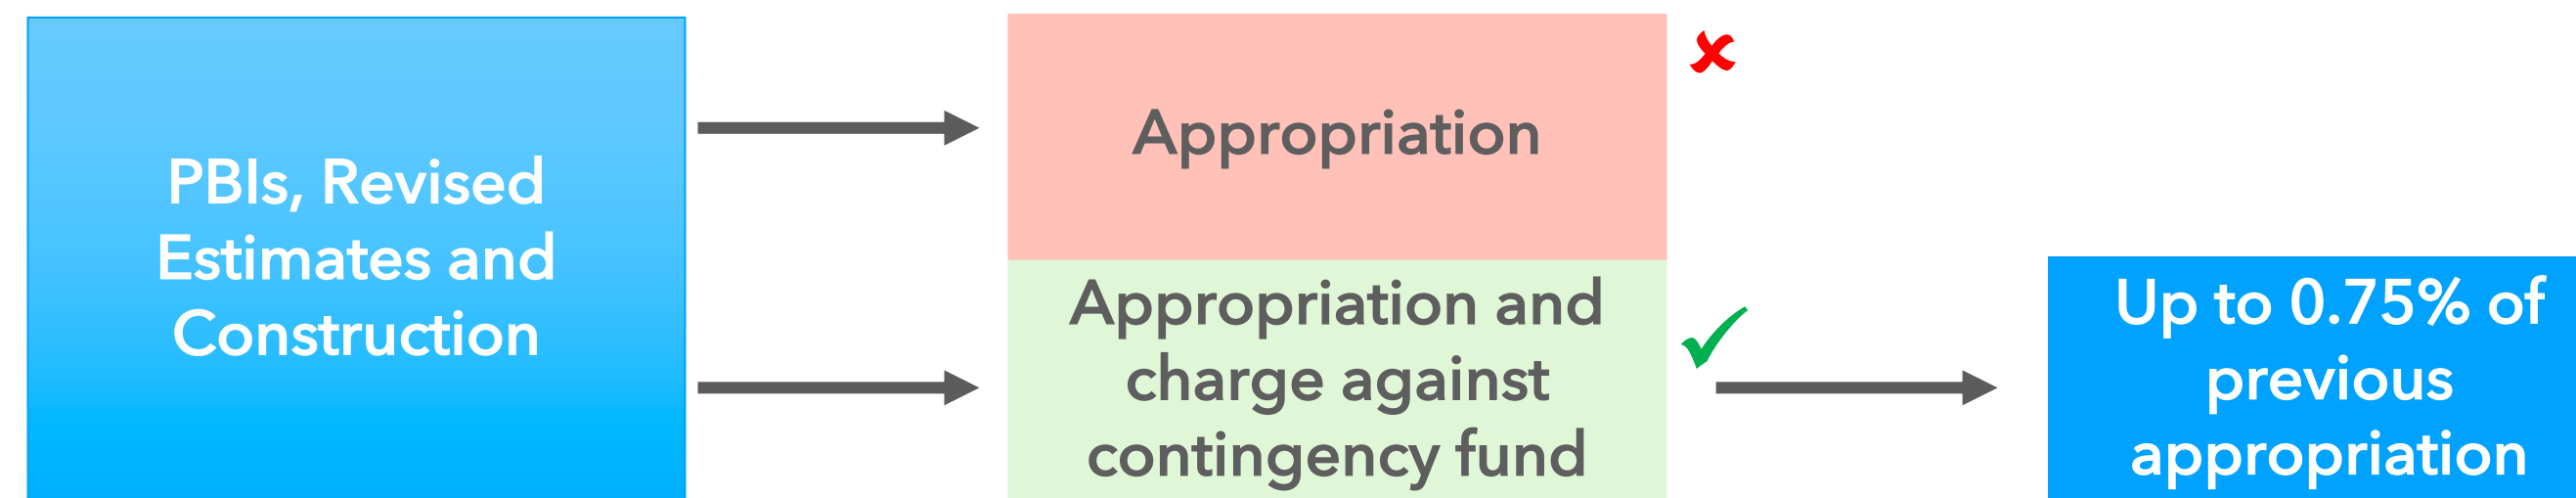 PBIs, Revised
Estimates and
Construction
Appropriation
Appropriation and
charge against
contingency fund
Up to 0.75% of
previous
appropriation